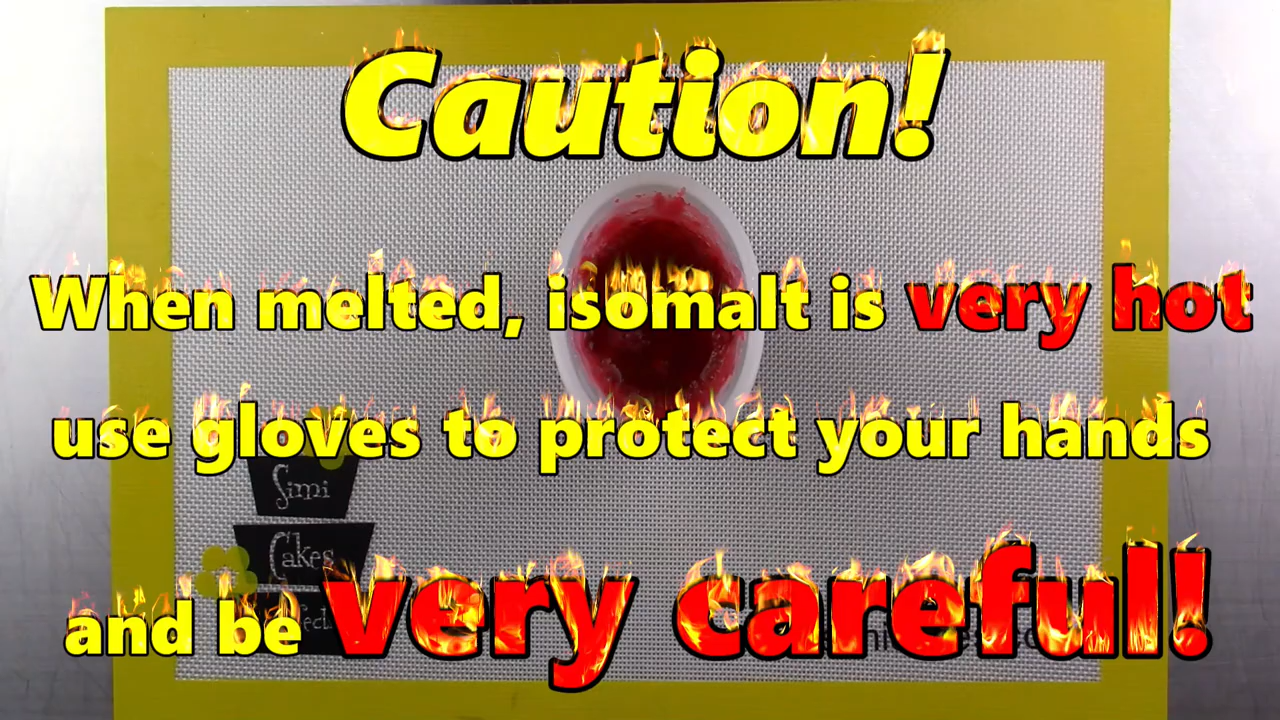 Caution!
When melted, isomalt is very hot
use gloves to protect your hands
Simi
Cakes
and be very careful!